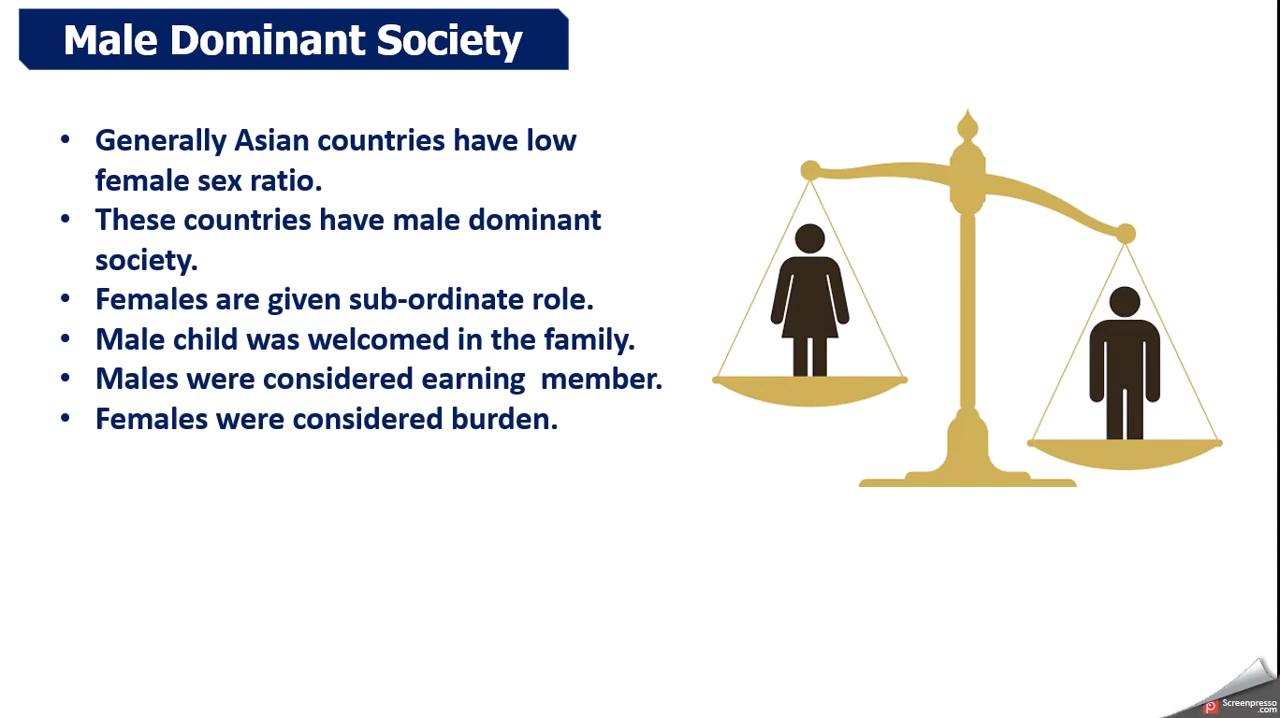 Male Dominant Society
• Generally Asian countries have low
female sex ratio.
• These countries have male dominant
society.
• Females are given sub-ordinate role.
• Male child was welcomed in the family.
• Males were considered earning  member.
• Females were considered burden.
Screenpresso
.com